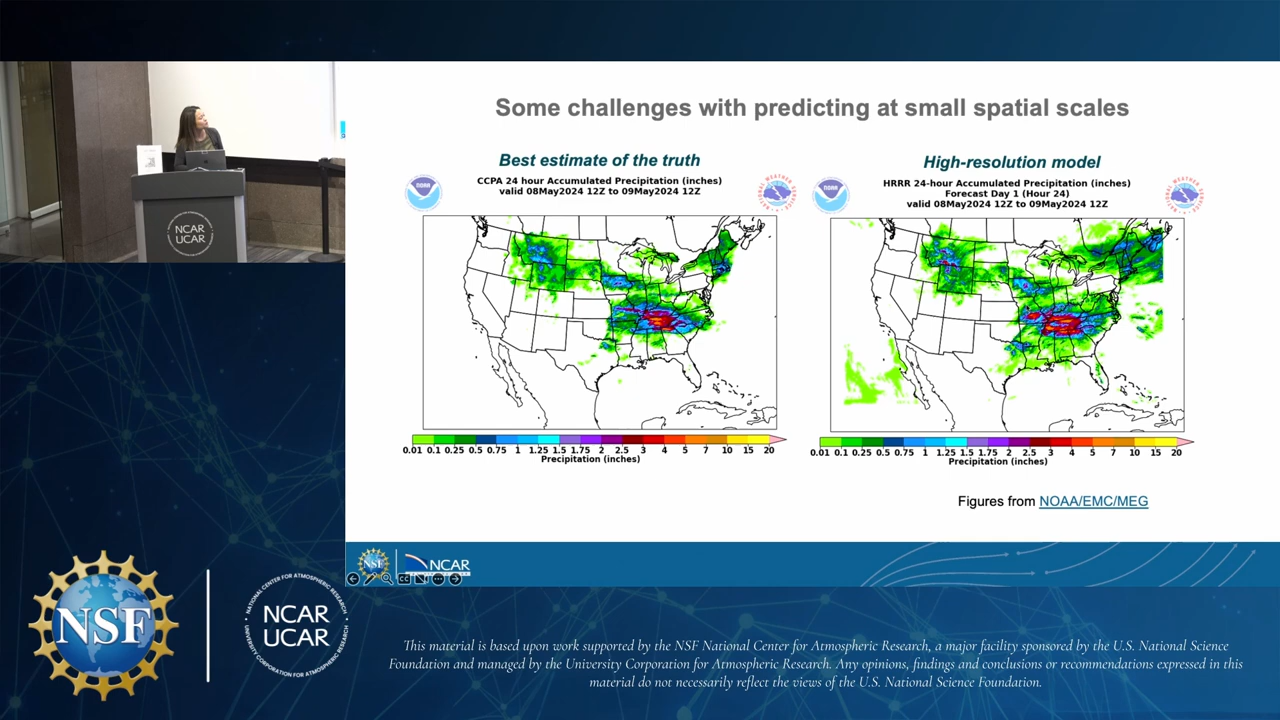 Some challenges with predicting at small spatial scales
Best estimate of the truth
CCPA 24 hour Accumulated Precipitation (inches)
valid 08May2024 12Z to 09May2024 12Z
NOAA
0.01 0.1 0.25 0.5 0.75 1 1.25 1.5 1.75 2 2.5 3 4 5 7 10 15 20
Precipitation (inches)
High-resolution model
HRRR 24-hour Accumulated Precipitation (inches)
Forecast Day 1 (Hour 24)
valid 08May2024 12Z to 09May2024 12Z
NOAA
0.01 0.1 0.25 0.5 0.75 1 1.25 1.5 1.75 2 2.5 3 4 5 7 10 15 20
Precipitation (inches)
Figures from NOAA/EMC/MEG
NCAR
UCAR
NSF
NCAR
CC
NSF
NATIONAL CENTER FOR ATMOSPHERIC RESEARCH
NCAR
UCAR
UNIVERSITY CORPORATION FOR ATMOSPHERIC RESEARCH
This material is based upon work supported by the NSF National Center for Atmospheric Research, a major facility sponsored by the U.S. National Science
Foundation and managed by the University Corporation for Atmospheric Research. Any opinions, findings and conclusions or recommendations expressed in this
material do not necessarily reflect the views of the U.S. National Science Foundation.